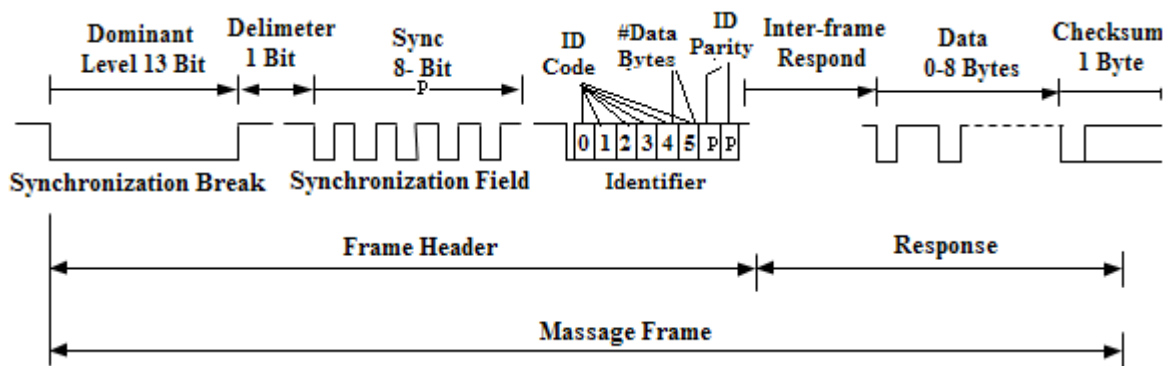 Dominant
Level 13 Bit
Delimeter
1 Bit
Sync
8- Bit
P
ID
Code
#Data
Bytes
ID
Parity
Inter-frame
Respond
Data
0-8 Bytes
Checksum
1 Byte
0 1 2 3 4 5 P P
Synchronization Break
Synchronization Field
Identifier
Frame Header
Response
Massage Frame